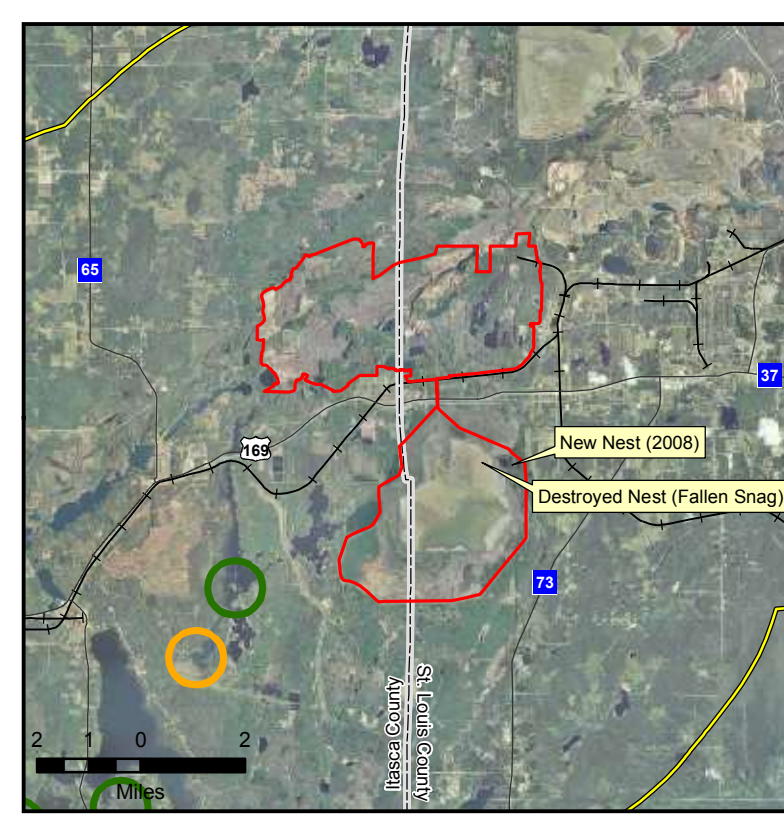 65
37
169
New Nest (2008)
Destroyed Nest (Fallen Snag)
73
Itasca County
St. Louis County
2 1 0 2
Miles